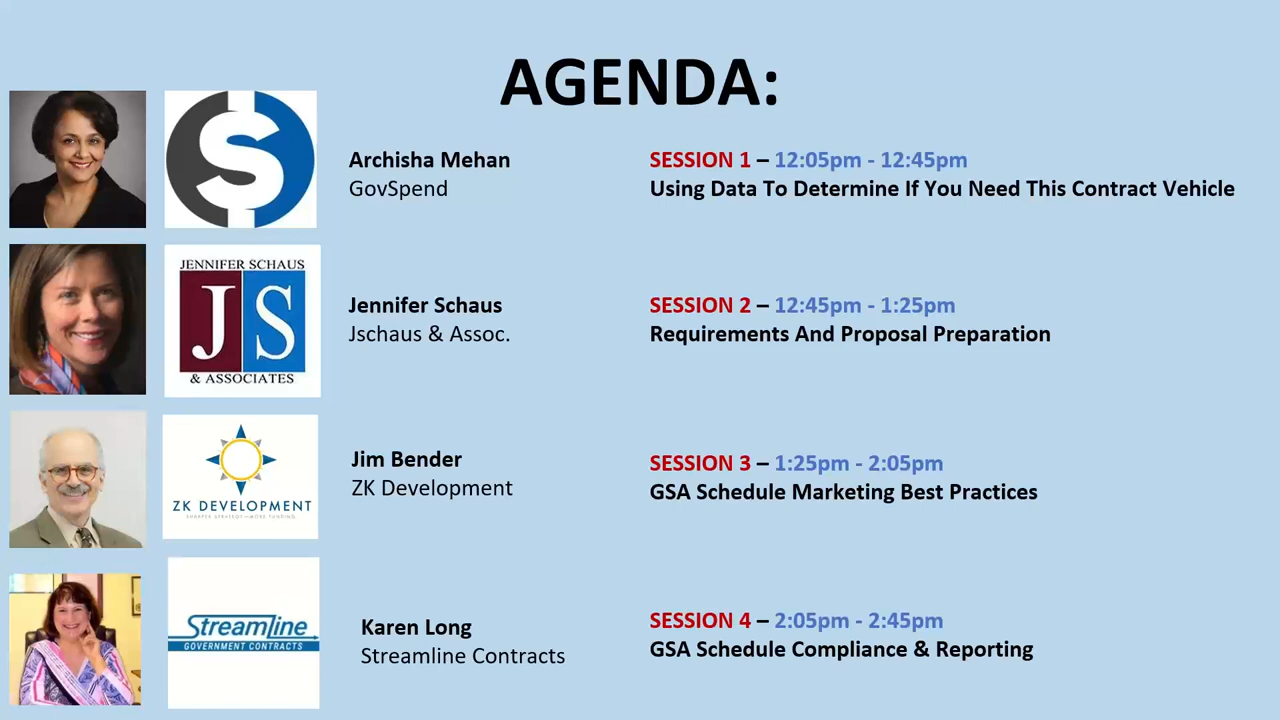 AGENDA:
Archisha Mehan
GovSpend
SESSION 1 – 12:05pm - 12:45pm
Using Data To Determine If You Need This Contract Vehicle
JENNIFER SCHAUS
JS
& ASSOCIATES
Jennifer Schaus
Jschaus & Assoc.
SESSION 2 – 12:45pm - 1:25pm
Requirements And Proposal Preparation
ZK DEVELOPMENT
Jim Bender
ZK Development
SESSION 3 – 1:25pm - 2:05pm
GSA Schedule Marketing Best Practices
Streamline
GOVERNMENT CONTRACTS
Karen Long
Streamline Contracts
SESSION 4 – 2:05pm - 2:45pm
GSA Schedule Compliance & Reporting